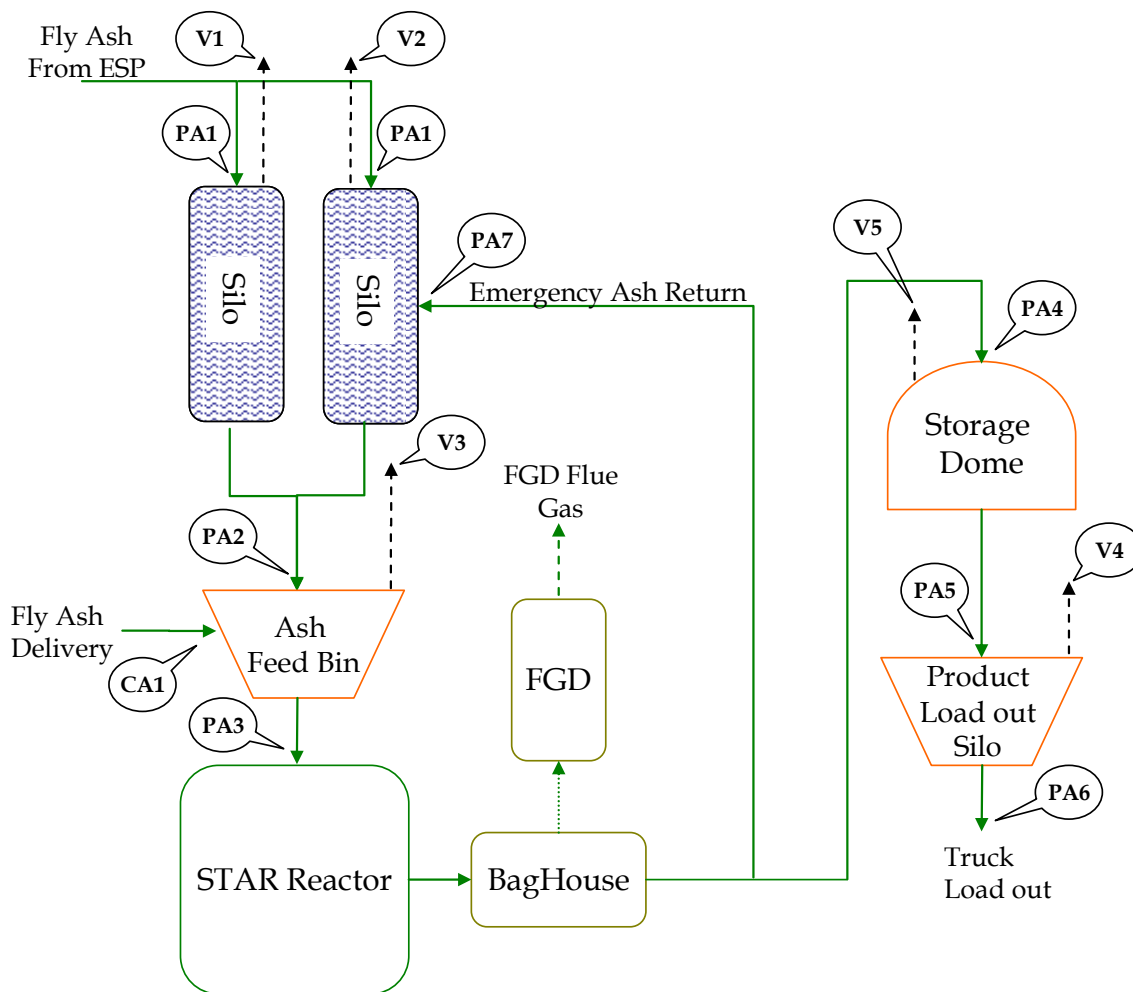 Fly Ash
From ESP
V1
V2
PA1
PA1
Silo
Silo
PA7
Emergency Ash Return
V5
PA4
Storage
Dome
V3
FGD Flue
Gas
PA2
V4
PA5
Fly Ash
Delivery
CA1
Ash
Feed Bin
FGD
Product
Load out
Silo
PA3
PA6
STAR Reactor
BagHouse
Truck
Load out